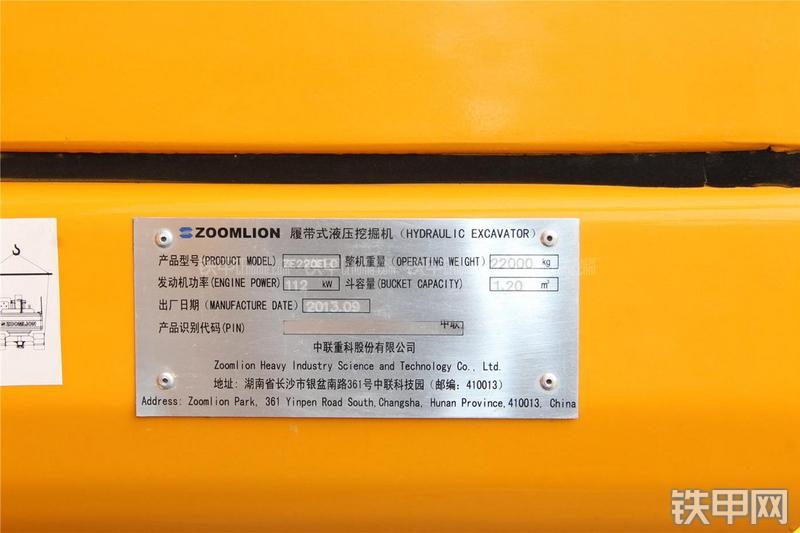 ZOOMLION 履带式液压挖掘机 (HYDRAULIC EXCAVATOR)
产品型号(PRODUCT MODEL) 整机重量 (OPERATING WEIGHT) 22000 kg
发动机功率(ENGINE POWER) 112 kW 斗容量(BUCKET CAPACITY) 1.20 m³
出厂日期 (MANUFACTURE DATE) 2013.09
产品识别代码(PIN) 中联
中联重科股份有限公司
Zoomlion Heavy Industry Science and Technology Co., Ltd.
地址: 湖南省长沙市银盆南路361号中联科技园 (邮编: 410013)
Address: Zoomlion Park, 361 Yinpen Road South,Changsha, Hunan Province,410013, China
ZOOMLION
铁甲网